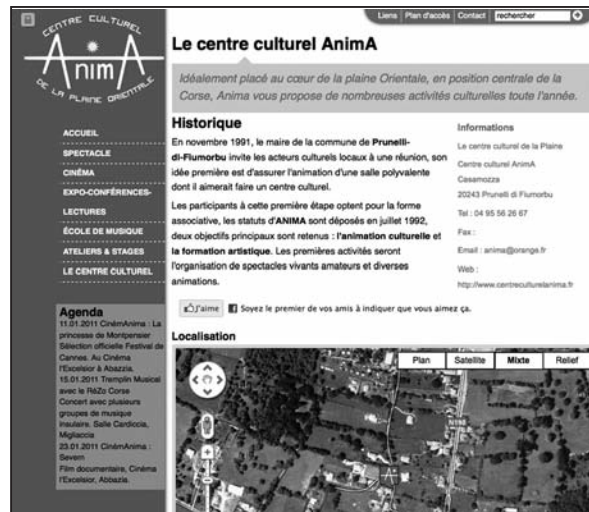 CENTRE CULTUREL
AnimA
DE LA PLAINE ORIENTALE
Liens Plan d'accès Contact rechercher
Le centre culturel AnimA
Idéalement placé au cœur de la plaine Orientale, en position centrale de la
Corse, Anima vous propose de nombreuses activités culturelles toute l'année.
ACCUEIL
SPECTACLE
CINÉMA
EXPO-CONFÉRENCES-
LECTURES
ÉCOLE DE MUSIQUE
ATELIERS & STAGES
LE CENTRE CULTUREL
Agenda
11.01.2011 CinémAnima : La
princesse de Montpensier
Sélection officielle Festival de
Cannes. Au Cinéma
l'Excelsior à Abazzia.
15.01.2011 Tremplin Musical
avec le RéZo Corse
Concert avec plusieurs
groupes de musique
insulaire. Salle Cardiccia,
Migliaccia
23.01.2011 CinémAnima :
Severn
Film documentaire, Cinéma
l'Excelsior, Abbazia.
Historique
En novembre 1991, le maire de la commune de Prunelli-
di-Fiumorbu invite les acteurs culturels locaux à une réunion, son
idée première est d'assurer l'animation d'une salle polyvalente
dont il aimerait faire un centre culturel.
Les participants à cette première étape optent pour la forme
associative, les statuts d'ANIMA sont déposés en juillet 1992,
deux objectifs principaux sont retenus : l'animation culturelle et
la formation artistique. Les premières activités seront
l'organisation de spectacles vivants amateurs et diverses
animations.
Informations
Le centre culturel de la Plaine
Centre culturel AnimA
Casamozza
20243 Prunelli di Fiumorbu
Tel : 04 95 56 26 67
Fax :
Email : anima@orange.fr
Web :
http://www.centreculturelanima.fr
J'aime Soyez le premier de vos amis à indiquer que vous aimez ça.
Localisation
Plan Satellite Mixte Relief
N198